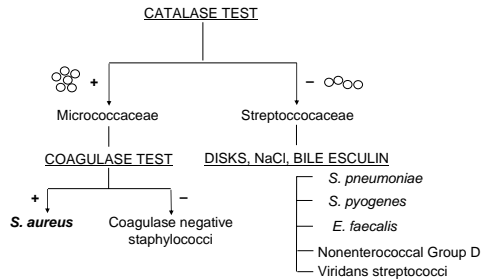 CATALASE TEST
+ –
Micrococcaceae Streptoccocaceae
COAGULASE TEST DISKS, NaCl, BILE ESCULIN
+ –
S. aureus Coagulase negative
staphylococci
S. pneumoniae
S. pyogenes
E. faecalis
Nonenterococcal Group D
Viridans streptococci